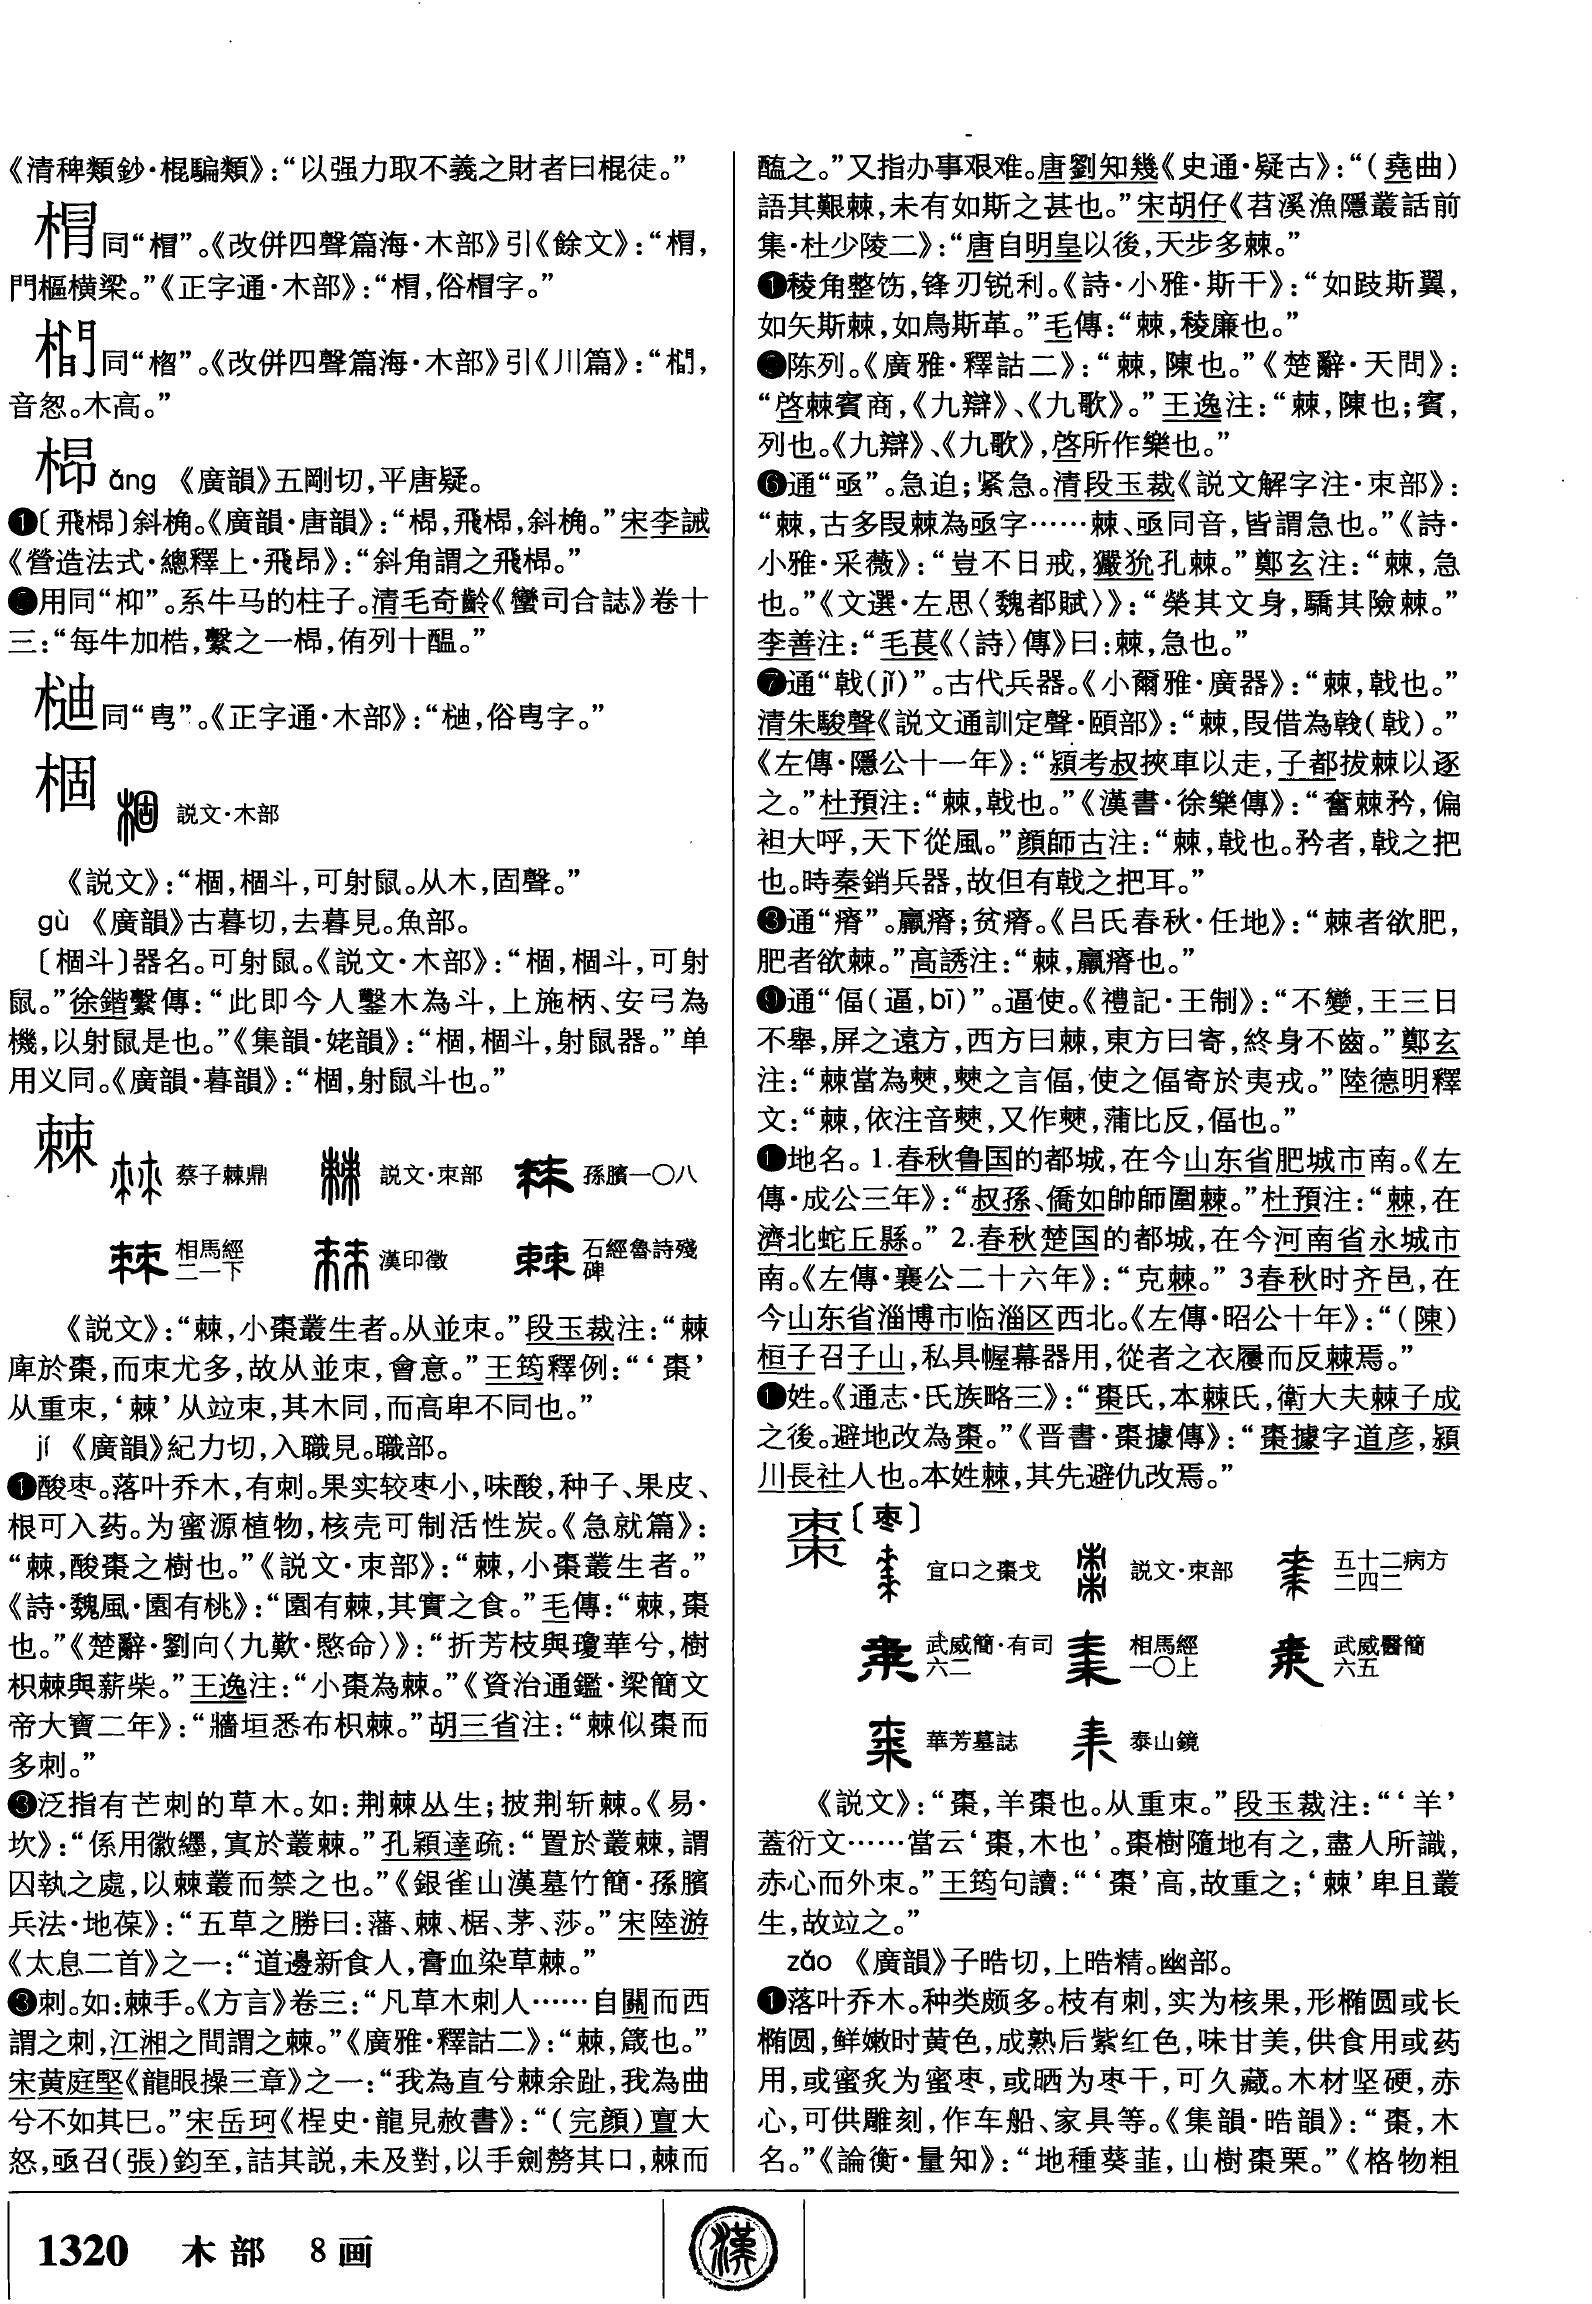 《清稗類鈔·棍騙類》：“以强力取不義之財者曰棍徒。”
同“楣”。《改併四聲篇海·木部》引《餘文》：
門樞横梁。”《正字通·木部》：
《改併四聲篇海·木部》引《川篇》：
音怱。木高。”
枊 ǎng 《廣韻》五剛切，平唐疑。
❶〔飛枊〕斜桷。《廣韻·唐韻》：“枊，飛枊，斜桷。”宋李誡
《營造法式·總釋上·飛昂》：“斜角謂之飛枊。”
用同“枊”。系牛马的柱子。清毛奇齡《蠻司合誌》卷十
三：“每牛加梏，繫之一枊，侑列十醖。”
《正字通·木部》：
棝
説文·木部
《説文》：“棝，棝斗，可射鼠。从木，固聲。”
gù 《廣韻》古暮切，去暮見。魚部。
〔棝斗〕器名。可射鼠。《説文·木部》：“棝，棝斗，可射
鼠。”徐鍇繫傳：“此即今人鑿木為斗，上施柄、安弓為
機，以射鼠是也。”《集韻·姥韻》：“棝，棝斗，射鼠器。”单
用义同。《廣韻·暮韻》：“棝，射鼠斗也。”
棘
蔡子棘鼎 説文·朿部 孫臏一〇八
相馬經二一下 漢印徵 石經魯詩殘碑
《説文》：“棘，小棗叢生者。从並朿。”段玉裁注：“棘
庳於棗，而朿尤多，故从並朿，會意。”王筠釋例：“‘棗’
从重朿，‘棘’从竝朿，其木同，而高卑不同也。”
jí 《廣韻》紀力切，入職見。職部。
❶酸枣。落叶乔木，有刺。果实较枣小，味酸，种子、果皮、
根可入药。为蜜源植物，核壳可制活性炭。《急就篇》：
“棘，酸棗之樹也。”《説文·朿部》：“棘，小棗叢生者。”
《詩·魏風·園有桃》：“園有棘，其實之食。”毛傳：“棘，棗
也。”《楚辭·劉向〈九歎·愍命〉》：“折芳枝與瓊華兮，樹
枳棘與薪柴。”王逸注：“小棗為棘。”《資治通鑑·梁簡文
帝大寶二年》：“牆垣悉布枳棘。”胡三省注：“棘似棗而
多刺。”
泛指有芒刺的草木。如：荆棘丛生；披荆斩棘。《易·
坎》：“係用徽纆，寘於叢棘。”孔穎達疏：“置於叢棘，謂
囚執之處，以棘叢而禁之也。”《銀雀山漢墓竹簡·孫臏
兵法·地葆》：“五草之勝曰：藩、棘、椐、茅、莎。”宋陸游
《太息二首》之一：“道邊新食人，膏血染草棘。”
❸刺。如：棘手。《方言》卷三：“凡草木刺人……自關而西
謂之刺，江湘之間謂之棘。”《廣雅·釋詁二》：“棘，箴也。”
宋黄庭堅《龍眼操三章》之一：“我為直兮棘余趾，我為曲
兮不如其已。”宋岳珂《桯史·龍見赦書》：“（完顔）亶大
怒，亟召（張）鈞至，詰其説，未及對，以手劍剺其口，棘而
醢之。”又指办事艰难。唐劉知幾《史通·疑古》：“（堯曲）
語其艱棘，未有如斯之甚也。”宋胡仔《苕溪漁隱叢話前
集·杜少陵二》：“唐自明皇以後，天步多棘。”
稜角整饬，锋刃锐利。《詩·小雅·斯干》：“如跂斯翼，
如矢斯棘，如鳥斯革。”毛傳：“棘，稜廉也。”
陈列。《廣雅·釋詁二》：“棘，陳也。”《楚辭·天問》：
“啓棘賓商，《九辯》、《九歌》。”王逸注：“棘，陳也；賓，
列也。《九辯》、《九歌》，啓所作樂也。”
❻通“亟”。急迫；紧急。清段玉裁《説文解字注·朿部》：
“棘，古多叚棘為亟字……棘、亟同音，皆謂急也。”《詩·
小雅·采薇》：“豈不日戒，玁狁孔棘。”鄭玄注：“棘，急
也。”《文選·左思〈魏都賦〉》：“榮其文身，驕其險棘。”
李善注：“毛萇《〈詩〉傳》曰：棘，急也。”
❼通“戟（jǐ）”。古代兵器。《小爾雅·廣器》：“棘，戟也。”
清朱駿聲《説文通訓定聲·頤部》：“棘，叚借為𢧢（戟）。”
《左傳·隱公十一年》：“潁考叔挾車以走，子都拔棘以逐
之。”杜預注：“棘，戟也。”《漢書·徐樂傳》：“奮棘矜，偏
袒大呼，天下從風。”顔師古注：“棘，戟也。矜者，戟之把
也。時秦銷兵器，故但有戟之把耳。”
❽通“瘠”。羸瘠；贫瘠。《吕氏春秋·任地》：“棘者欲肥，
肥者欲棘。”高誘注：“棘，羸瘠也。”
❾通“偪（逼，bī）”。逼使。《禮記·王制》：“不變，王三日
不舉，屏之遠方，西方曰棘，東方曰寄，終身不齒。”鄭玄
注：“棘當為僰，僰之言偪，使之偪寄於夷戎。”陸德明釋
文：“棘，依注音僰，又作僰，蒲比反，偪也。”
地名。1.春秋鲁国的都城，在今山东省肥城市南。《左
傳·成公三年》：“叔孫、僑如帥師圍棘。”杜預注：“棘，在
濟北蛇丘縣。” 2.春秋楚国的都城，在今河南省永城市
南。《左傳·襄公二十六年》：“克棘。” 3春秋时齐邑，在
今山东省淄博市临淄区西北。《左傳·昭公十年》：“（陳）
桓子召子山，私具幄幕器用，從者之衣屨而反棘焉。”
姓。《通志·氏族略三》：“棗氏，本棘氏，衛大夫棘子成
之後。避地改為棗。”《晋書·棗據傳》：“棗據字道彦，潁
川長社人也。本姓棘，其先避仇改焉。”
棗〔枣〕
宜口之棗戈 説文·朿部 五十二病方二四二
武威簡·有司六二 相馬經一〇上 武威醫簡六五
華芳墓誌 泰山鏡
《説文》：“棗，羊棗也。从重朿。”段玉裁注：“‘羊’
蓋衍文……當云‘棗，木也’。棗樹隨地有之，盡人所識，
赤心而外朿。”王筠句讀：“‘棗’高，故重之；‘棘’卑且叢
生，故竝之。”
zǎo 《廣韻》子晧切，上晧精。幽部。
❶落叶乔木。种类颇多。枝有刺，实为核果，形椭圆或长
椭圆，鲜嫩时黄色，成熟后紫红色，味甘美，供食用或药
用，或蜜炙为蜜枣，或晒为枣干，可久藏。木材坚硬，赤
心，可供雕刻，作车船、家具等。《集韻·晧韻》：“棗，木
名。”《論衡·量知》：“地種葵韮，山樹棗栗。”《格物粗
1320 木部 8画
漢